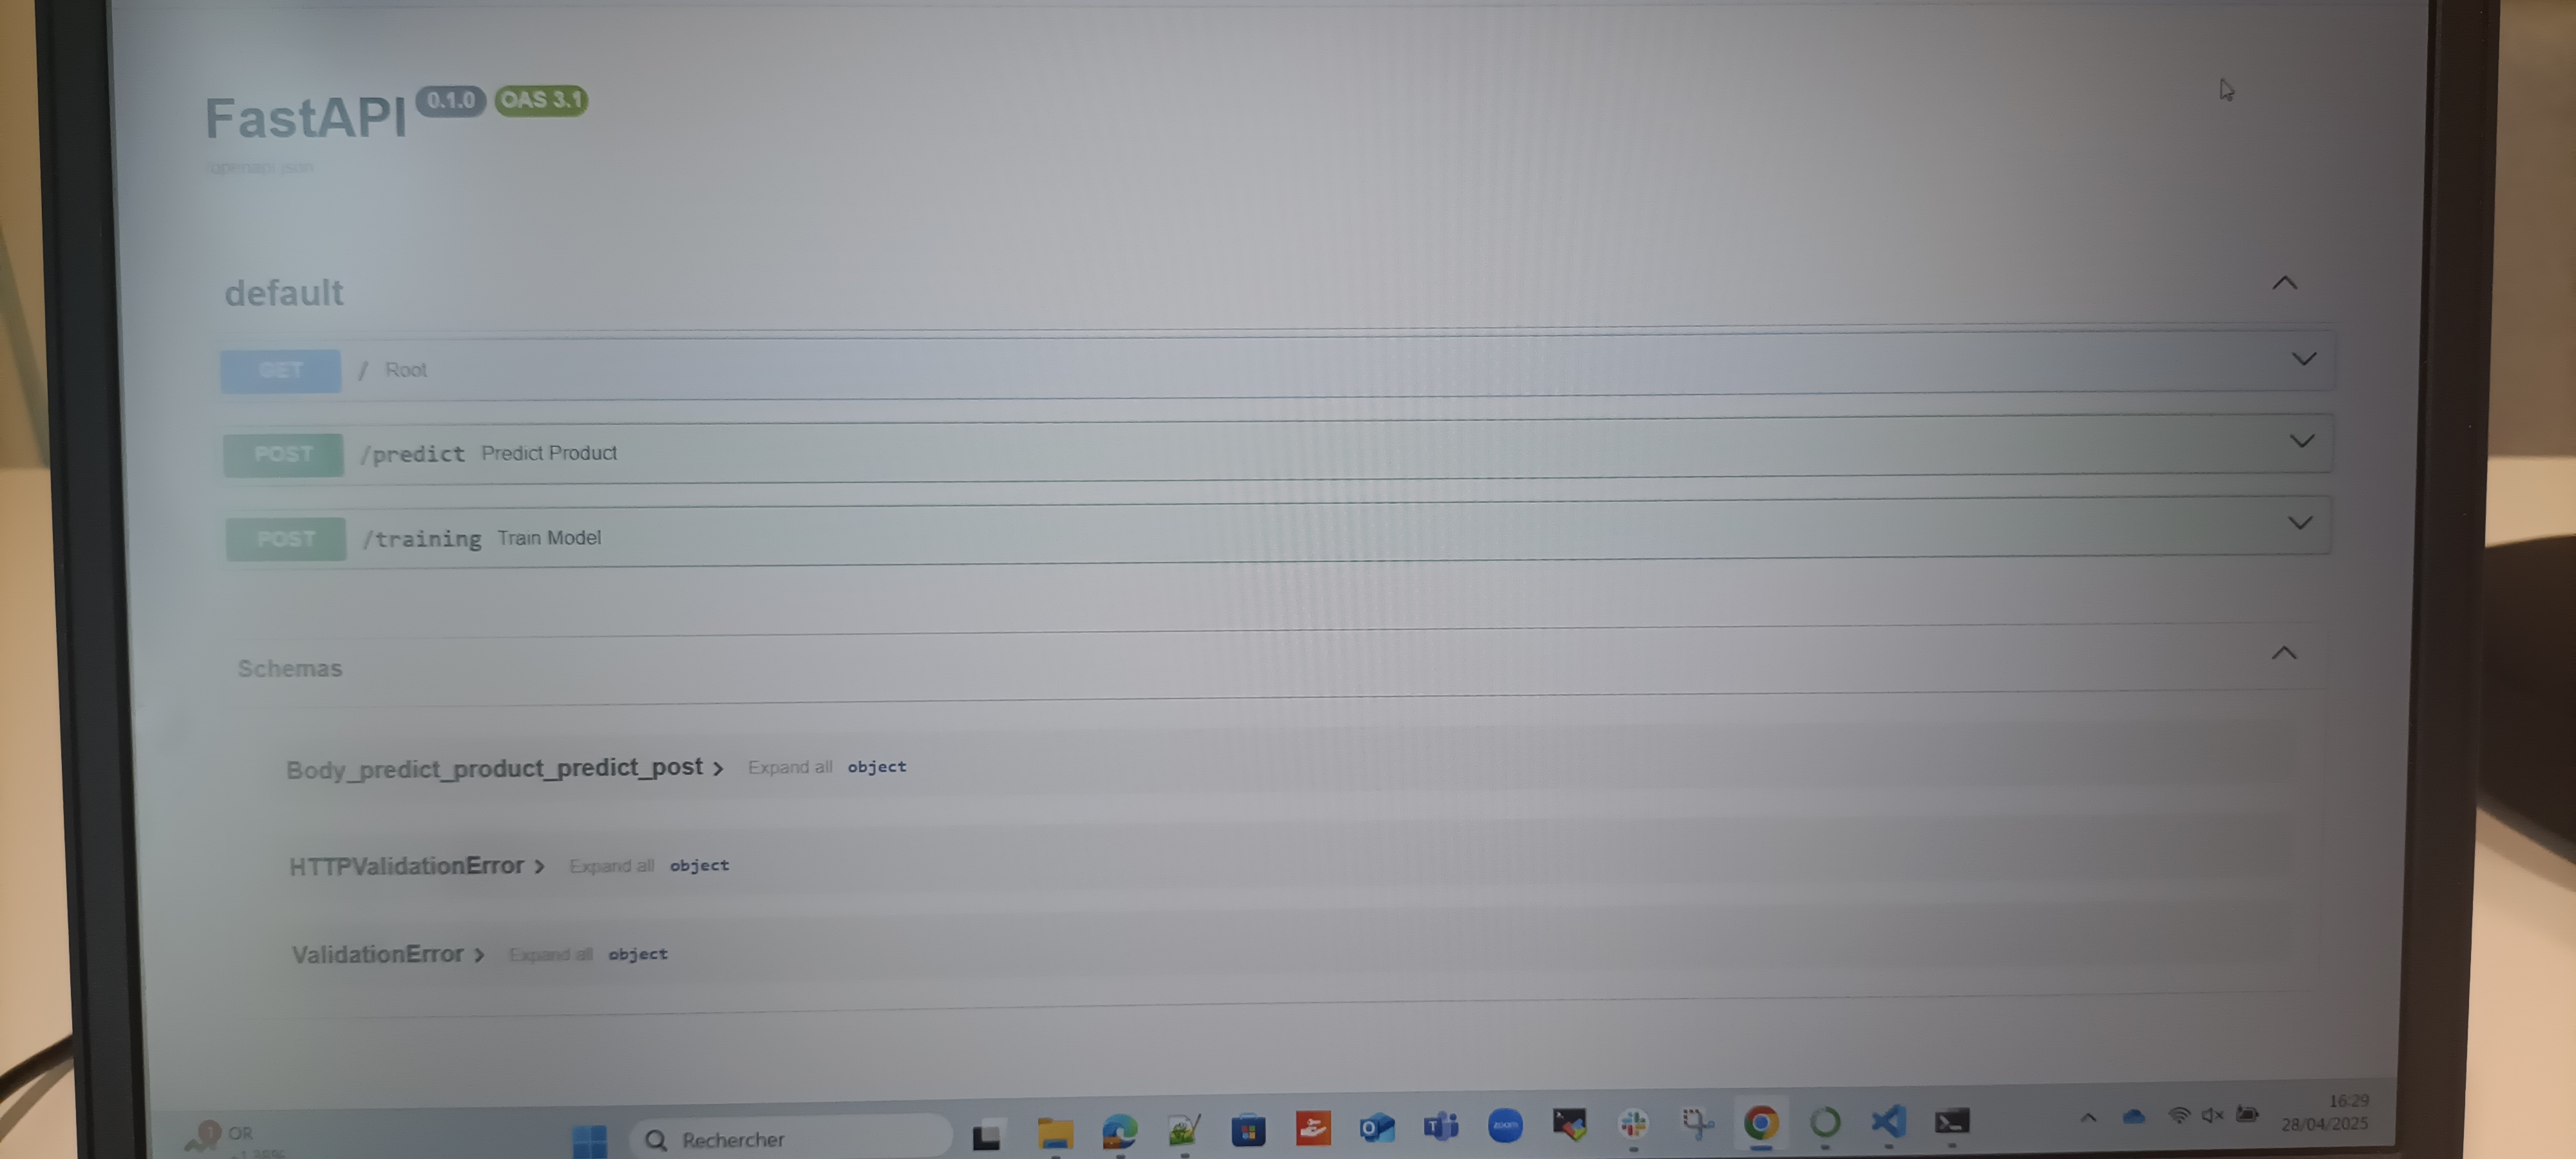 FastAPI 0.1.0 OAS 3.1
/openapi.json
default
GET / Root
POST /predict Predict Product
POST /training Train Model
Schemas
Body_predict_product_predict_post > Expand all object
HTTPValidationError > Expand all object
ValidationError > Expand all object
1 OR
Rechercher
zoom
16:29
28/04/2025